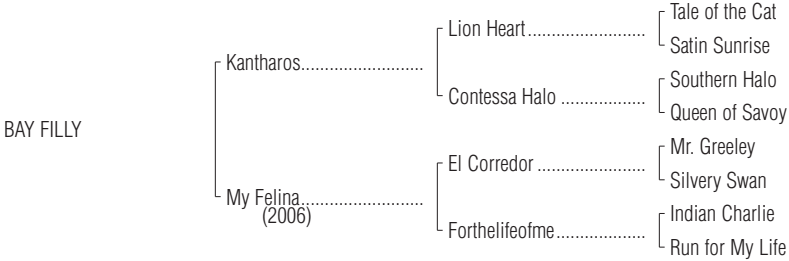 Tale of the Cat
Lion Heart..........................
Satin Sunrise
Kantharos...........................
Southern Halo
Contessa Halo ...................
Queen of Savoy
BAY FILLY
Mr. Greeley
El Corredor ........................
Silvery Swan
My Felina...........................
(2006)
Indian Charlie
Forthelifeofme....................
Run for My Life